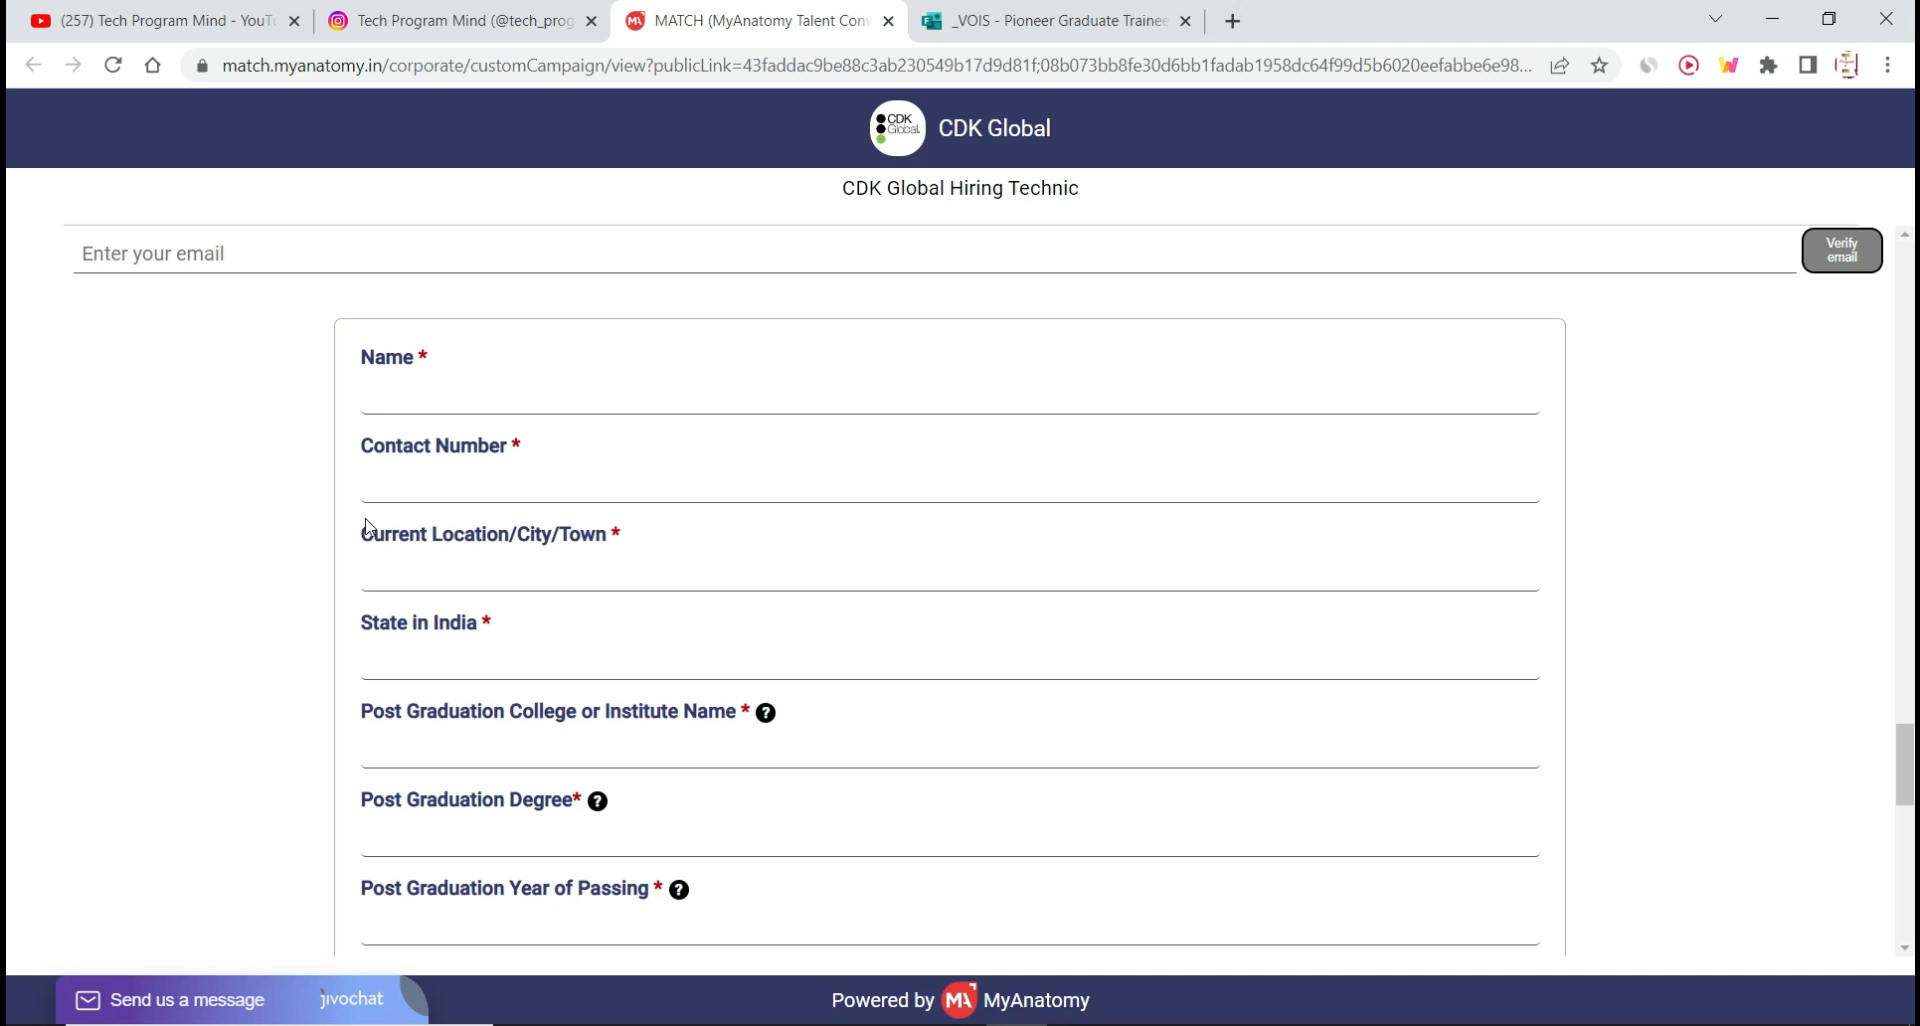 (257) Tech Program Mind - YouTu
Tech Program Mind (@tech_prog
MATCH (MyAnatomy Talent Conv
_VOIS - Pioneer Graduate Trainee
match.myanatomy.in/corporate/customCampaign/view?publicLink=43faddac9be88c3ab230549b17d9d81f;08b073bb8fe30d6bb1fadab1958dc64f99d5b6020eefabbe6e98...
CDK Global.
CDK Global
CDK Global Hiring Technic
Enter your email
Verify
email
Name *
Contact Number *
Current Location/City/Town *
State in India *
Post Graduation College or Institute Name * ?
Post Graduation Degree* ?
Post Graduation Year of Passing * ?
Send us a message
jivochat
Powered by MA MyAnatomy